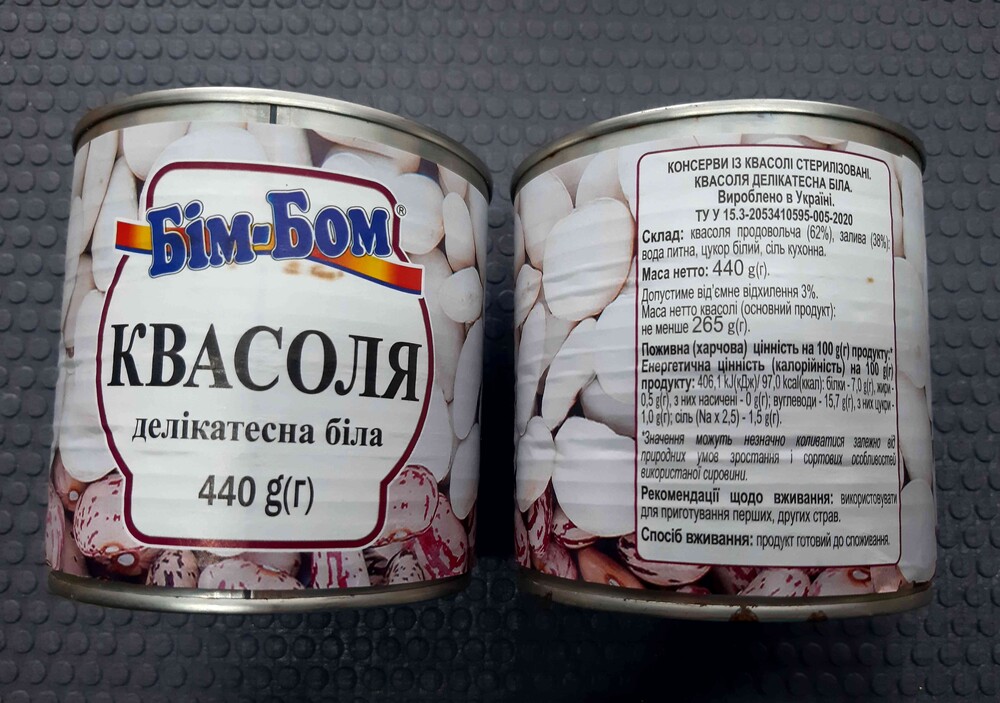 Бім-Бом®
КВАСОЛЯ
делікатесна біла
440 g(г)
КОНСЕРВИ ІЗ КВАСОЛІ СТЕРИЛІЗОВАНІ.
КВАСОЛЯ ДЕЛІКАТЕСНА БІЛА.
Вироблено в Україні.
ТУ У 15.3-2053410595-005-2020
Склад: квасоля продовольча (62%), залива (38%):
вода питна, цукор білий, сіль кухонна.
Маса нетто: 440 g(г).
Допустиме від'ємне відхилення 3%.
Маса нетто квасолі (основний продукт):
не менше 265 g(г).
Поживна (харчова) цінність на 100 g(г) продукту:*
Енергетична цінність (калорійність) на 100 g(г)
продукту: 406,1 kJ(кДж)/ 97,0 kcal(ккал): білки - 7,0 g(г), жири -
0,5 g(г), з них насичені - 0 g(г); вуглеводи - 15,7 g(г), з них цукри -
1,0 g(г); сіль (Na x 2,5) - 1,5 g(г).
*Значення можуть незначно коливатися залежно від
природних умов зростання і сортових особливостей
використаної сировини.
Рекомендації щодо вживання: використовувати
для приготування перших, других страв.
Спосіб вживання: продукт готовий до споживання.